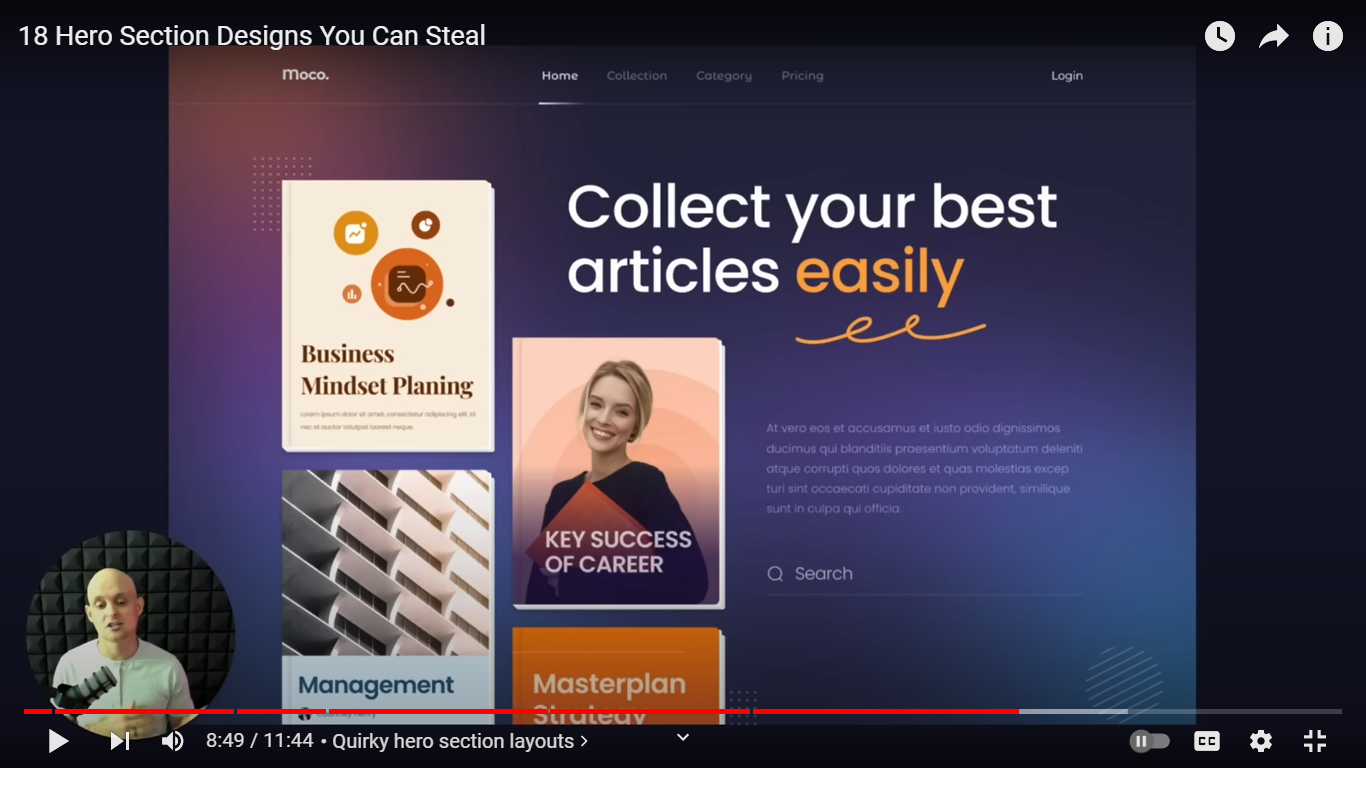 18 Hero Section Designs You Can Steal
Moco.
Home Collection Category Pricing Login
Collect your best
articles easily
Business
Mindset Planing
Lorem ipsum dolor sit amet, consectetur adipiscing elit, id
nec et auctor volutpat laoreet neque.
KEY SUCCESS
OF CAREER
At vero eos et accusamus et iusto odio dignissimos
ducimus qui blanditiis praesentium voluptatum deleniti
atque corrupti quos dolores et quas molestias excep
turi sint occaecati cupiditate non provident, similique
sunt in culpa qui officia.
Search
Management
Masterplan
Strategy
8:49 / 11:44 • Quirky hero section layouts >
CC